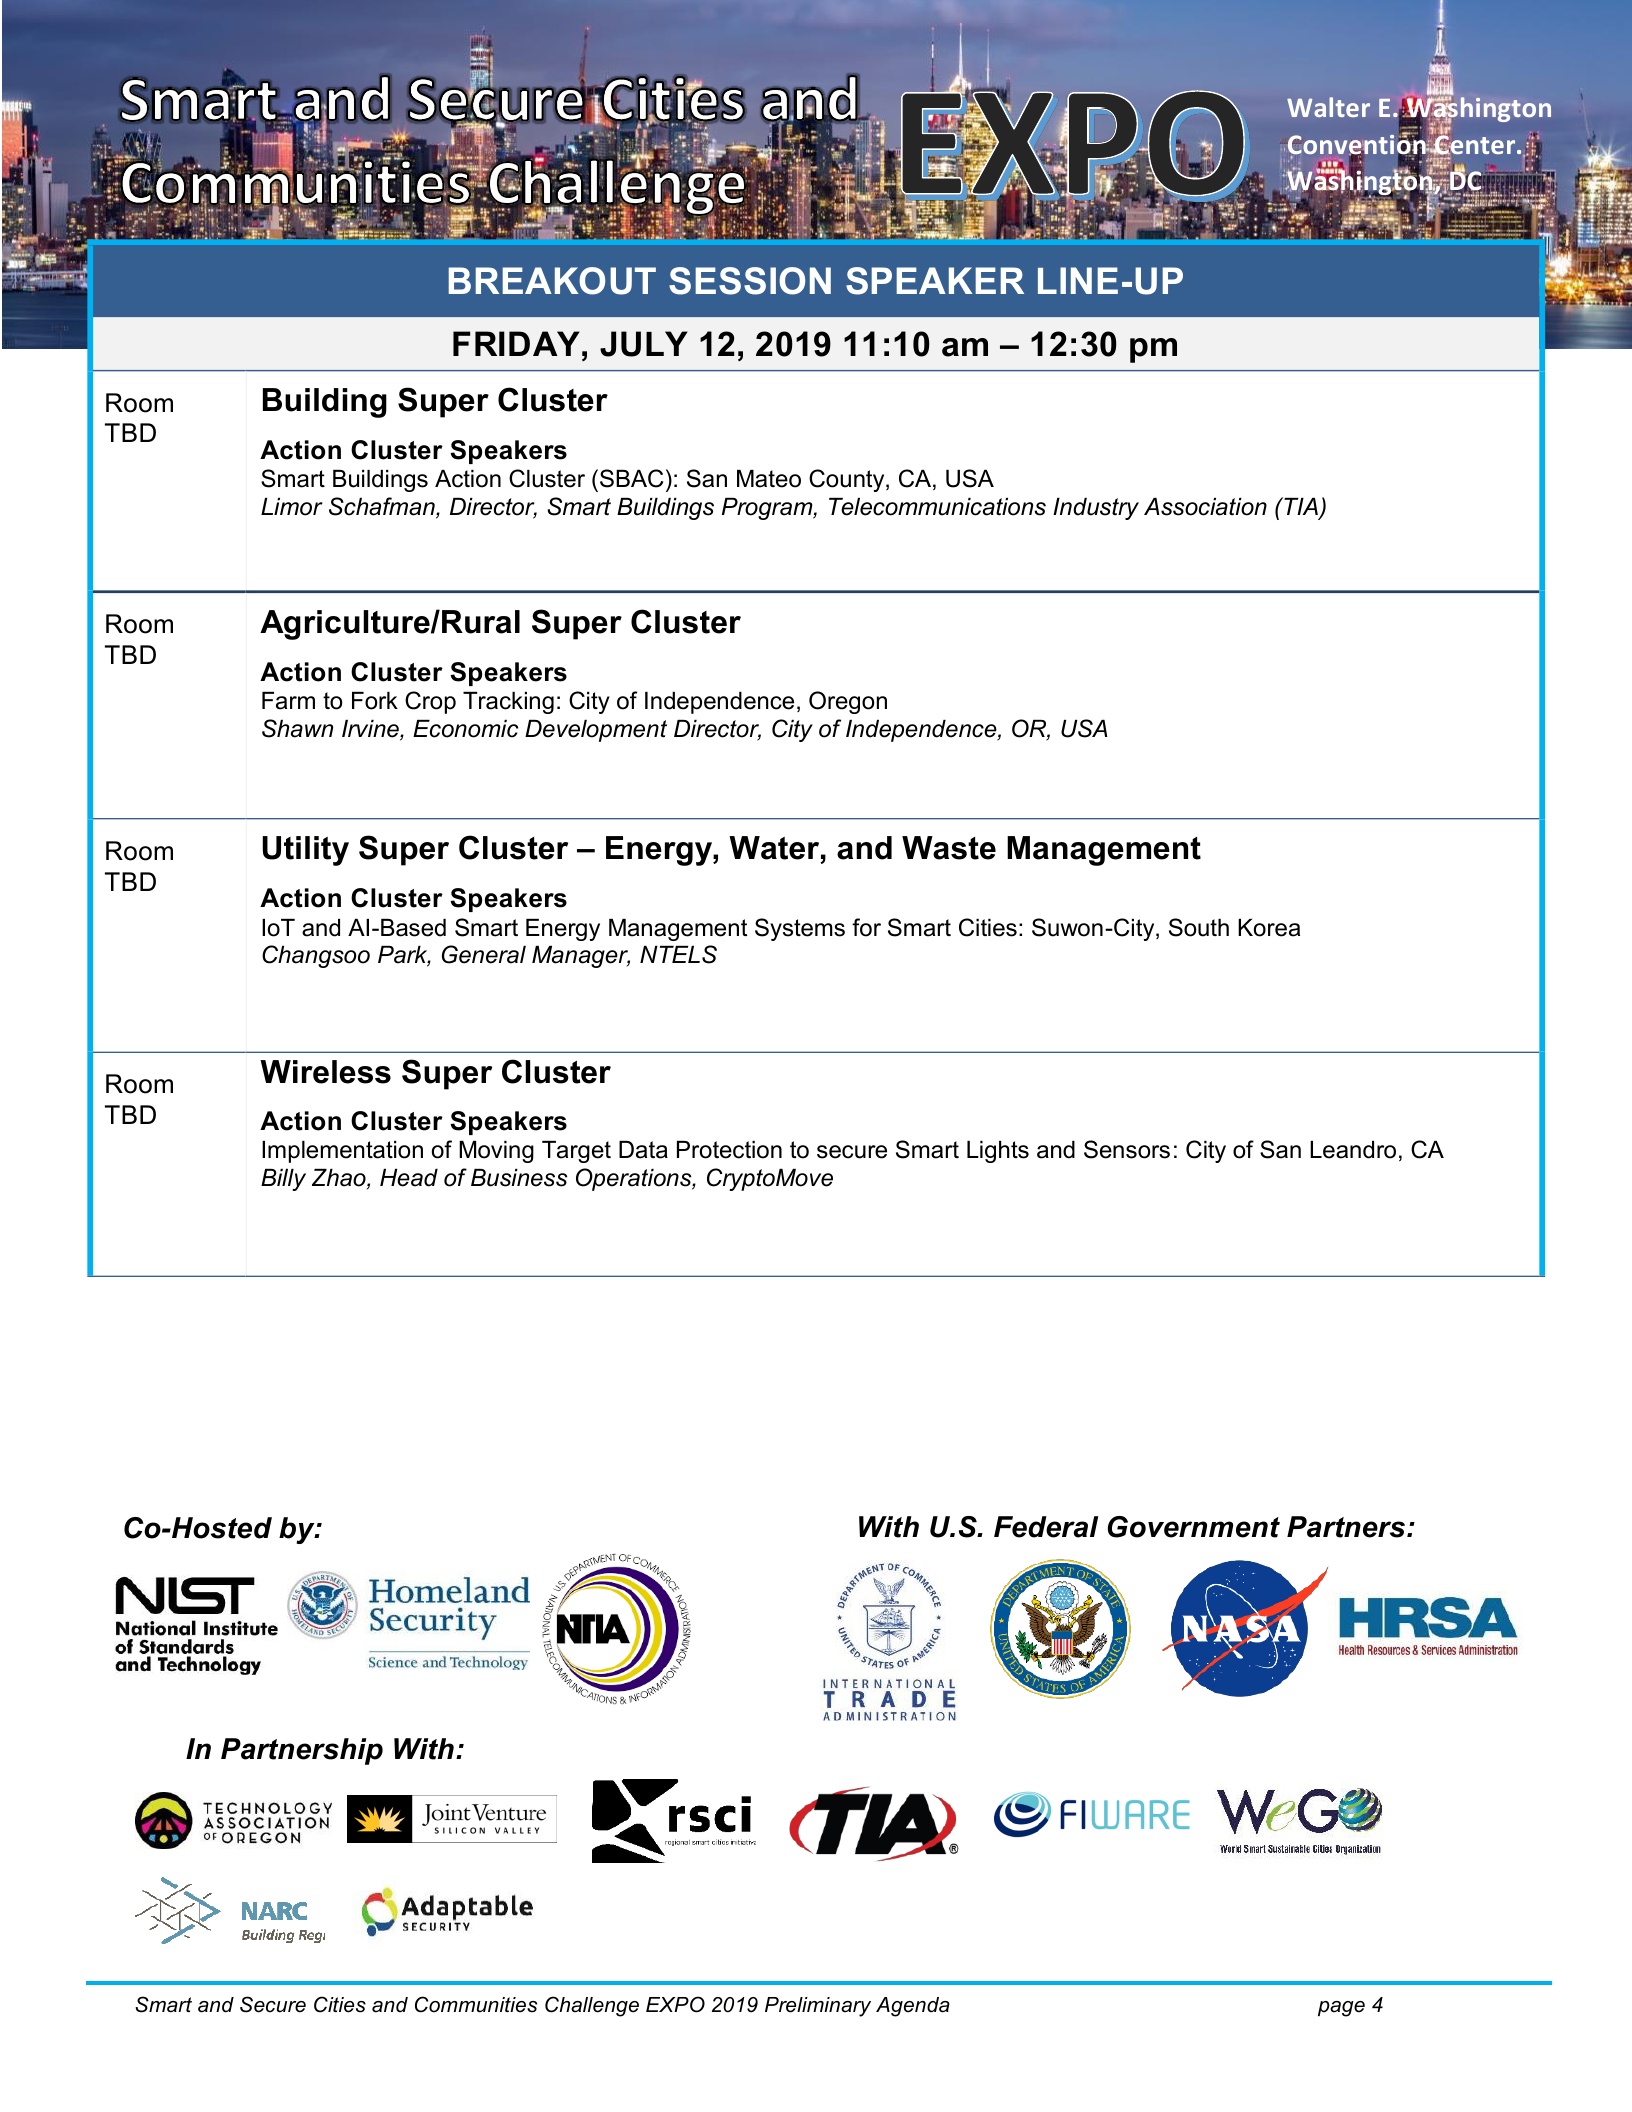 Smart and Secure Cities and
Communities Challenge
EXPO
Walter E. Washington
Convention Center.
Washington, DC
BREAKOUT SESSION SPEAKER LINE-UP
FRIDAY, JULY 12, 2019 11:10 am – 12:30 pm
Room
TBD
Building Super Cluster
Action Cluster Speakers
Smart Buildings Action Cluster (SBAC): San Mateo County, CA, USA
Limor Schafman, Director, Smart Buildings Program, Telecommunications Industry Association (TIA)
Room
TBD
Agriculture/Rural Super Cluster
Action Cluster Speakers
Farm to Fork Crop Tracking: City of Independence, Oregon
Shawn Irvine, Economic Development Director, City of Independence, OR, USA
Room
TBD
Utility Super Cluster – Energy, Water, and Waste Management
Action Cluster Speakers
IoT and AI-Based Smart Energy Management Systems for Smart Cities: Suwon-City, South Korea
Changsoo Park, General Manager, NTELS
Room
TBD
Wireless Super Cluster
Action Cluster Speakers
Implementation of Moving Target Data Protection to secure Smart Lights and Sensors: City of San Leandro, CA
Billy Zhao, Head of Business Operations, CryptoMove
Co-Hosted by:
NIST
National Institute
of Standards
and Technology
U.S. DEPARTMENT OF
HOMELAND SECURITY
Homeland
Security
Science and Technology
U.S. DEPARTMENT OF COMMERCE
NATIONAL TELECOMMUNICATIONS & INFORMATION ADMINISTRATION
NTIA
With U.S. Federal Government Partners:
DEPARTMENT OF COMMERCE
UNITED STATES OF AMERICA
INTERNATIONAL
TRADE
ADMINISTRATION
DEPARTMENT OF STATE
UNITED STATES OF AMERICA
NASA
HRSA
Health Resources & Services Administration
In Partnership With:
TECHNOLOGY
ASSOCIATION
OF OREGON
Joint Venture
SILICON VALLEY
rsci
regional smart cities initiative
TIA®
FIWARE
WeGO
World Smart Sustainable Cities Organization
NARC
Building Regi
Adaptable
SECURITY
Smart and Secure Cities and Communities Challenge EXPO 2019 Preliminary Agenda
page 4